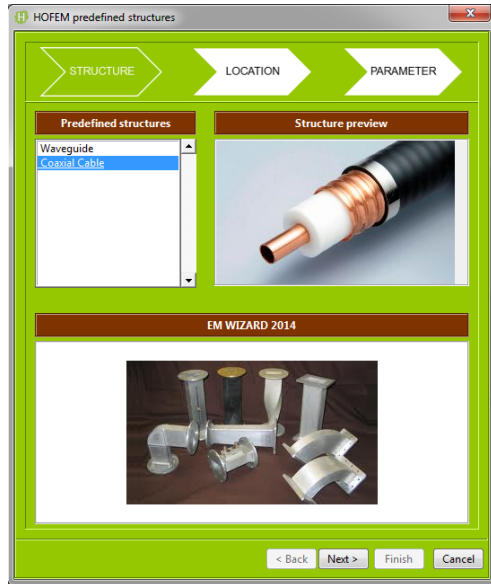 HOFEM predefined structures
STRUCTURE
LOCATION
PARAMETER
Predefined structures
Structure preview
Waveguide
Coaxial Cable
EM WIZARD 2014
< Back
Next >
Finish
Cancel